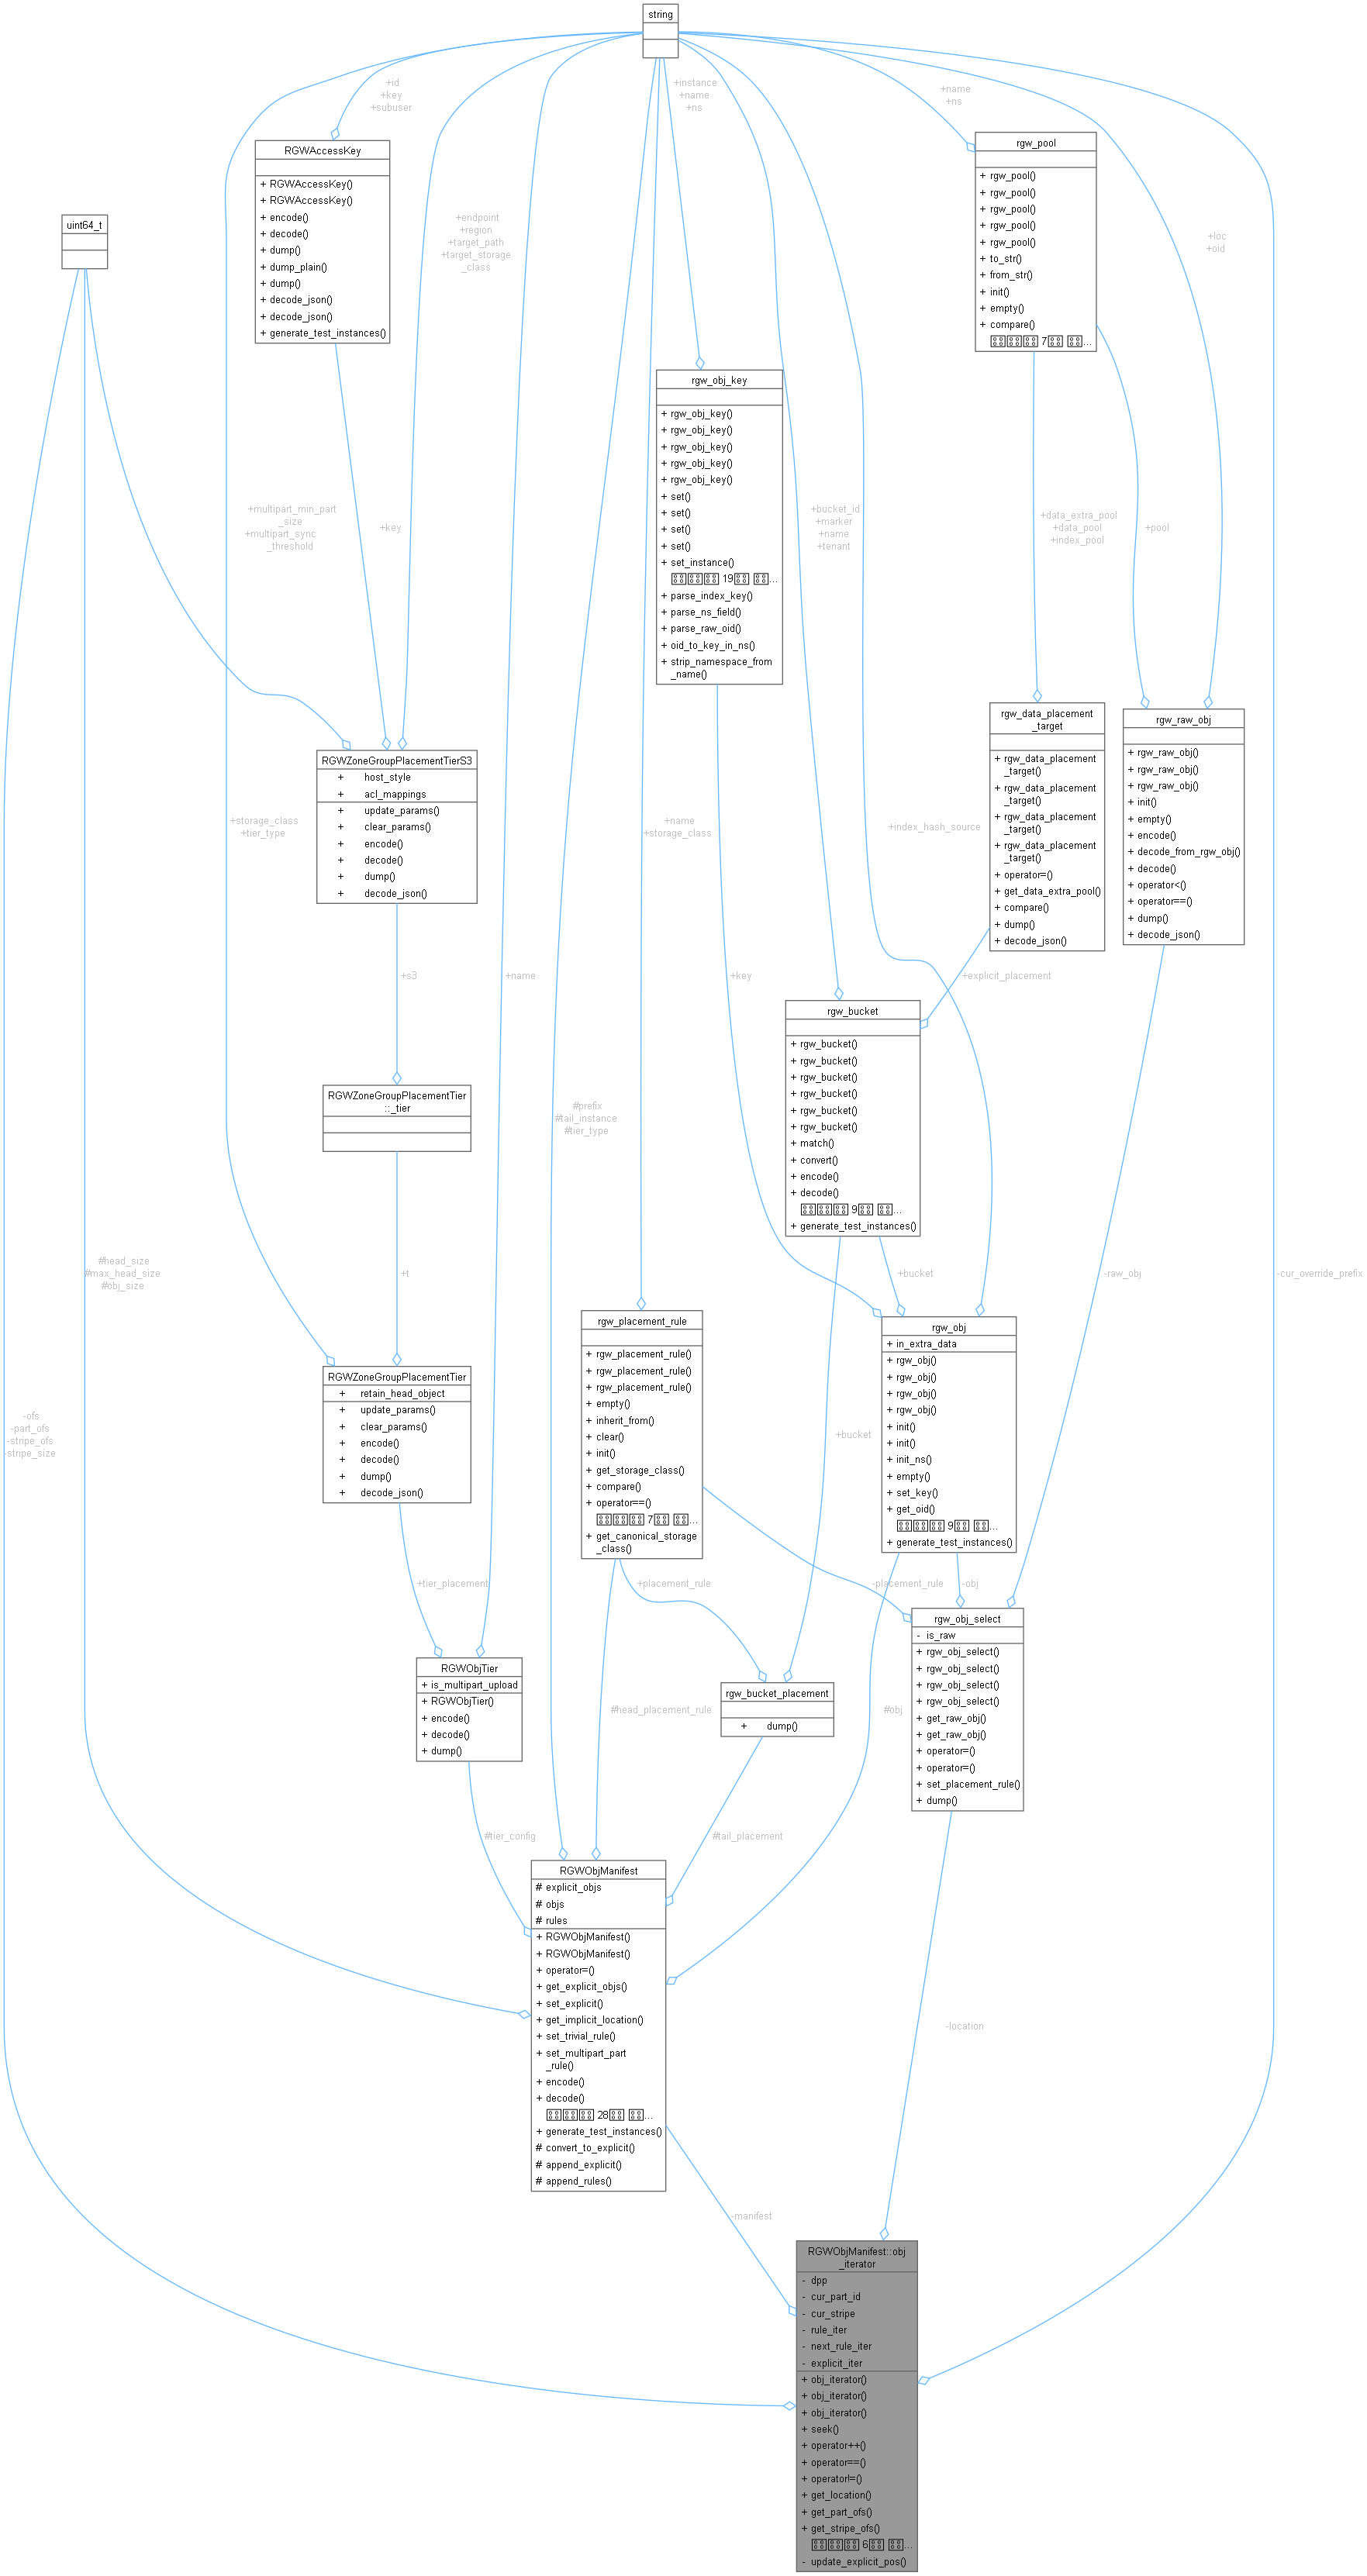 string
+id
+key
+subuser
+instance
+name
+ns
+name
+ns
RGWAccessKey
+ RGWAccessKey()
+ RGWAccessKey()
+ encode()
+ decode()
+ dump()
+ dump_plain()
+ dump()
+ decode_json()
+ decode_json()
+ generate_test_instances()
rgw_pool
+ rgw_pool()
+ rgw_pool()
+ rgw_pool()
+ rgw_pool()
+ rgw_pool()
+ to_str()
+ from_str()
+ init()
+ empty()
+ compare()
7
...
uint64_t
+endpoint
+region
+target_path
+target_storage
_class
+loc
+oid
rgw_obj_key
+ rgw_obj_key()
+ rgw_obj_key()
+ rgw_obj_key()
+ rgw_obj_key()
+ rgw_obj_key()
+ set()
+ set()
+ set()
+ set()
+ set_instance()
19
...
+ parse_index_key()
+ parse_ns_field()
+ parse_raw_oid()
+ oid_to_key_in_ns()
+ strip_namespace_from
_name()
+multipart_min_part
_size
+multipart_sync
_threshold
+key
+bucket_id
+marker
+name
+tenant
+data_extra_pool
+data_pool
+index_pool
+pool
rgw_data_placement
_target
+ rgw_data_placement
_target()
+ rgw_data_placement
_target()
+ rgw_data_placement
_target()
+ rgw_data_placement
_target()
+ operator=()
+ get_data_extra_pool()
+ compare()
+ dump()
+ decode_json()
rgw_raw_obj
+ rgw_raw_obj()
+ rgw_raw_obj()
+ rgw_raw_obj()
+ init()
+ empty()
+ encode()
+ decode_from_rgw_obj()
+ decode()
+ operator<()
+ operator==()
+ dump()
+ decode_json()
RGWZoneGroupPlacementTierS3
+ host_style
+ acl_mappings
+ update_params()
+ clear_params()
+ encode()
+ decode()
+ dump()
+ decode_json()
+storage_class
+tier_type
+name
+storage_class
+index_hash_source
+s3
+name
+key
+explicit_placement
rgw_bucket
+ rgw_bucket()
+ rgw_bucket()
+ rgw_bucket()
+ rgw_bucket()
+ rgw_bucket()
+ rgw_bucket()
+ match()
+ convert()
+ encode()
+ decode()
9
...
+ generate_test_instances()
RGWZoneGroupPlacementTier
::_tier
#prefix
#tail_instance
#tier_type
#head_size
#max_head_size
#obj_size
+t
+bucket
-raw_obj
-cur_override_prefix
rgw_placement_rule
+ rgw_placement_rule()
+ rgw_placement_rule()
+ rgw_placement_rule()
+ empty()
+ inherit_from()
+ clear()
+ init()
+ get_storage_class()
+ compare()
+ operator==()
7
...
+ get_canonical_storage
_class()
rgw_obj
+ in_extra_data
+ rgw_obj()
+ rgw_obj()
+ rgw_obj()
+ rgw_obj()
+ init()
+ init()
+ init_ns()
+ empty()
+ set_key()
+ get_oid()
9
...
+ generate_test_instances()
RGWZoneGroupPlacementTier
+ retain_head_object
+ update_params()
+ clear_params()
+ encode()
+ decode()
+ dump()
+ decode_json()
-ofs
-part_ofs
-stripe_ofs
-stripe_size
+bucket
+tier_placement
+placement_rule
-placement_rule
-obj
rgw_obj_select
- is_raw
+ rgw_obj_select()
+ rgw_obj_select()
+ rgw_obj_select()
+ rgw_obj_select()
+ get_raw_obj()
+ get_raw_obj()
+ operator=()
+ operator=()
+ set_placement_rule()
+ dump()
RGWObjTier
+ is_multipart_upload
+ RGWObjTier()
+ encode()
+ decode()
+ dump()
#head_placement_rule
rgw_bucket_placement
+ dump()
#obj
#tier_config
#tail_placement
RGWObjManifest
# explicit_objs
# objs
# rules
+ RGWObjManifest()
+ RGWObjManifest()
+ operator=()
+ get_explicit_objs()
+ set_explicit()
+ get_implicit_location()
+ set_trivial_rule()
+ set_multipart_part
_rule()
+ encode()
+ decode()
28
...
+ generate_test_instances()
# convert_to_explicit()
# append_explicit()
# append_rules()
-location
-manifest
RGWObjManifest::obj
_iterator
- dpp
- cur_part_id
- cur_stripe
- rule_iter
- next_rule_iter
- explicit_iter
+ obj_iterator()
+ obj_iterator()
+ obj_iterator()
+ seek()
+ operator++()
+ operator==()
+ operator!=()
+ get_location()
+ get_part_ofs()
+ get_stripe_ofs()
6
...
- update_explicit_pos()